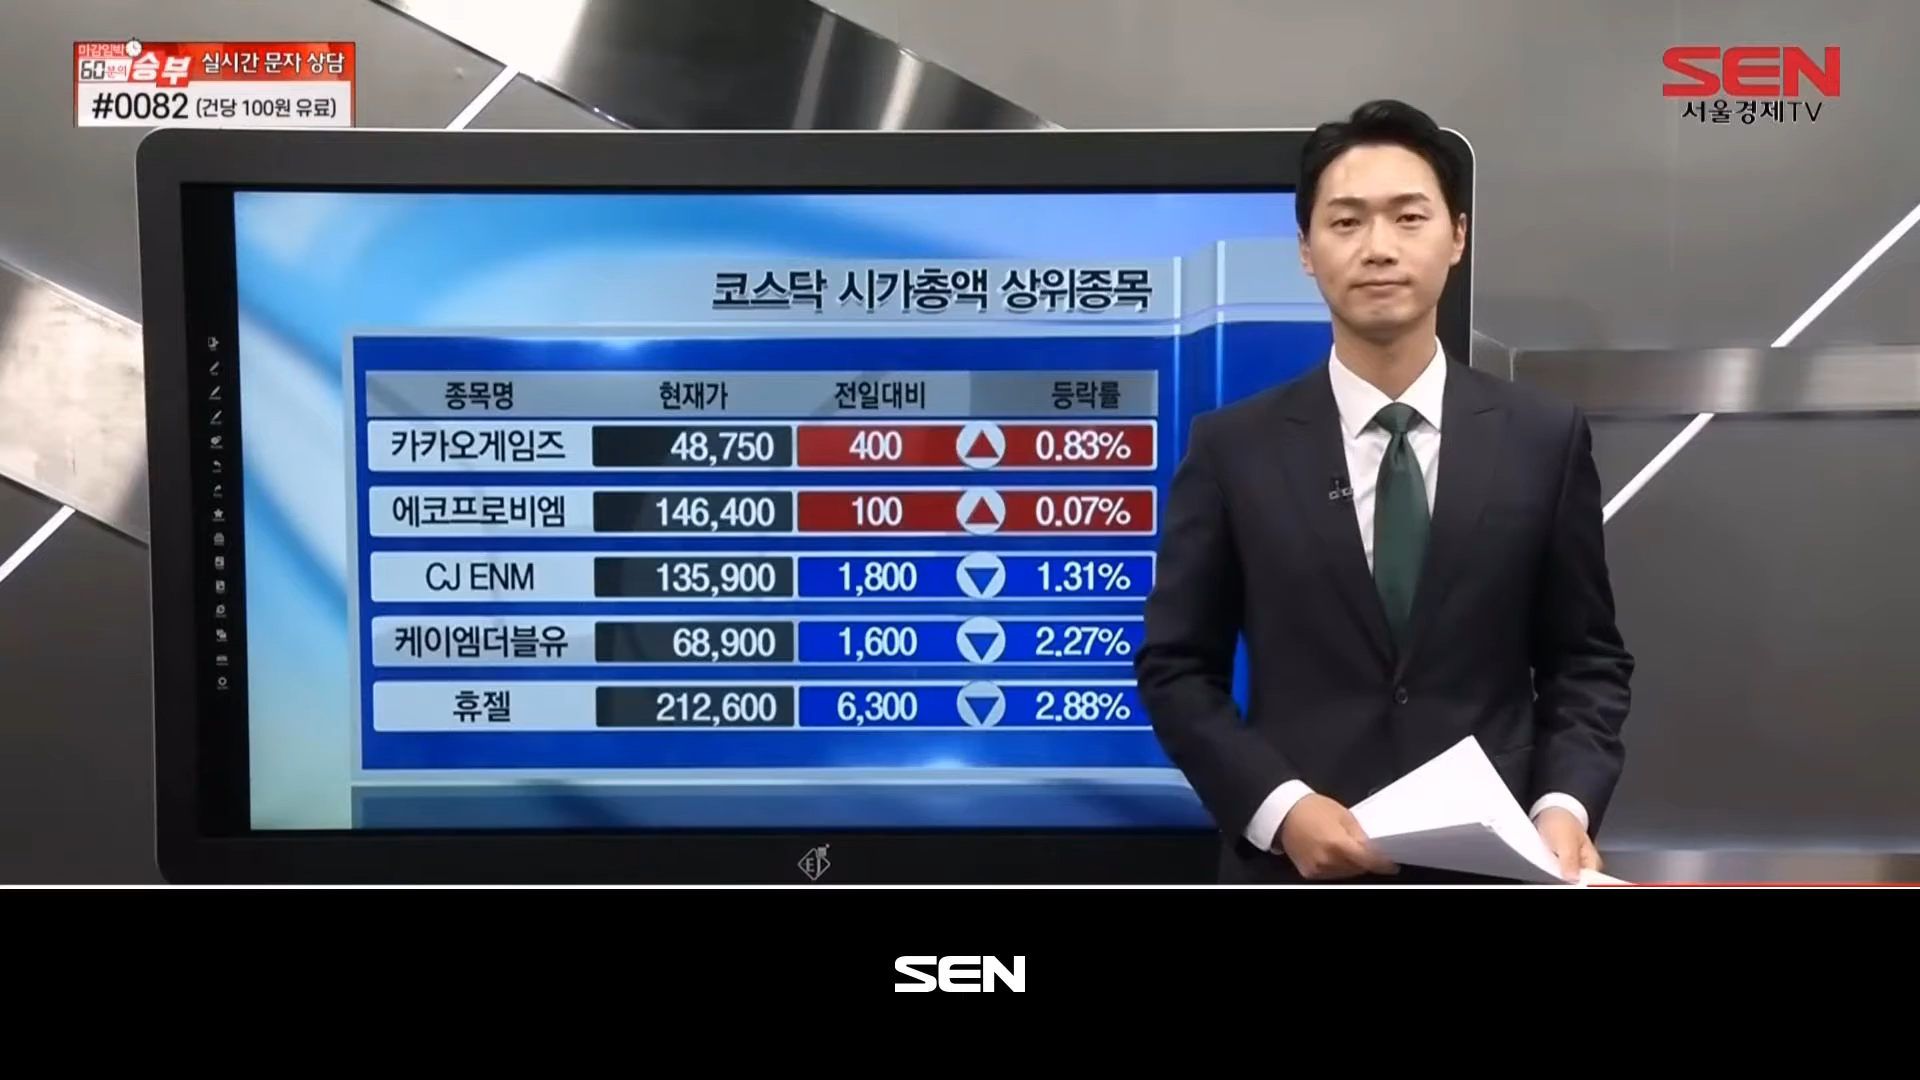 마감임박
60분의 승부 실시간 문자 상담
#0082 (건당 100원 유료)
SEN
서울경제TV
코스닥 시가총액 상위종목
종목명 현재가 전일대비 등락률
카카오게임즈 48,750 400 ▲ 0.83%
에코프로비엠 146,400 100 ▲ 0.07%
CJ ENM 135,900 1,800 ▼ 1.31%
케이엠더블유 68,900 1,600 ▼ 2.27%
휴젤 212,600 6,300 ▼ 2.88%
SEN